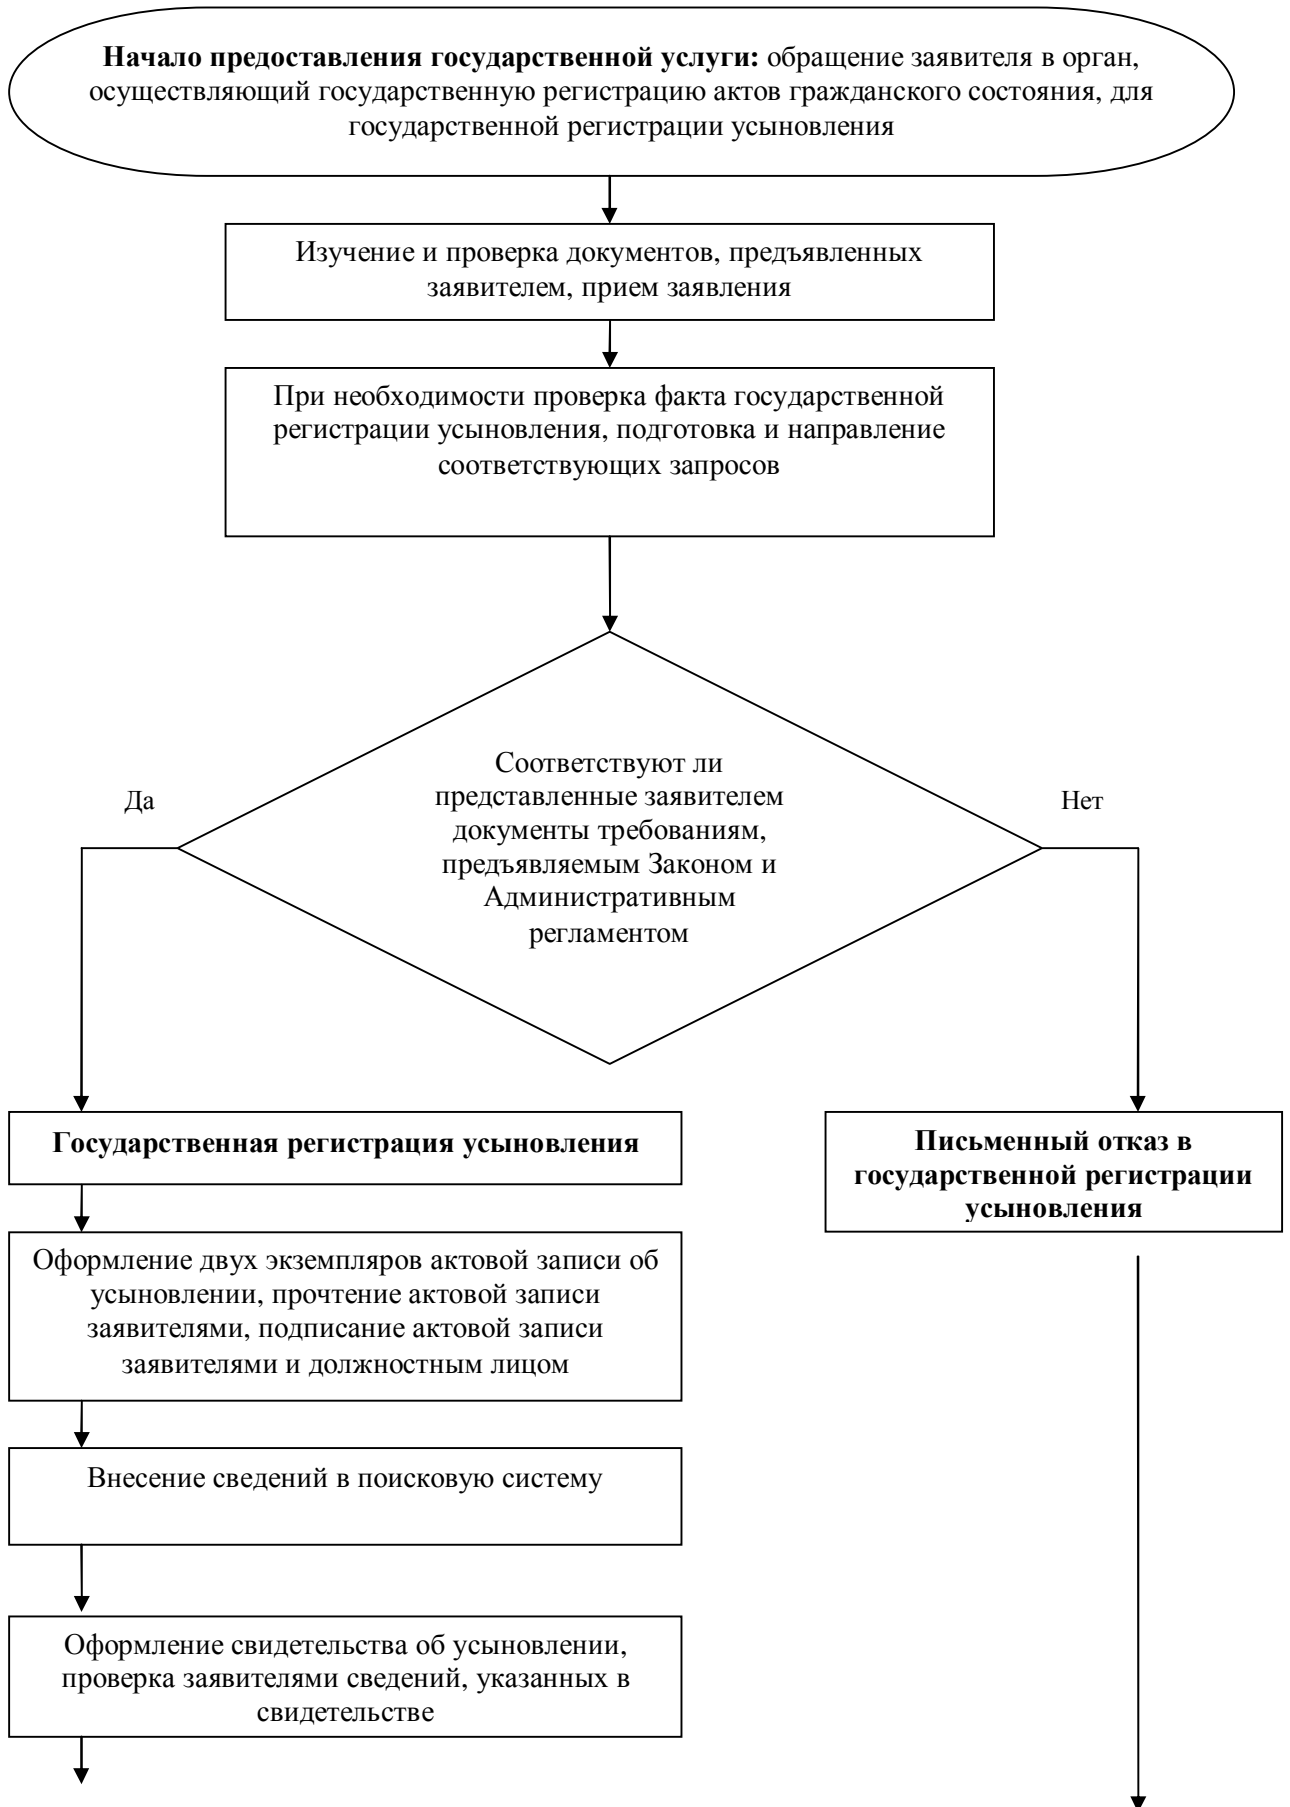 Начало предоставления государственной услуги: обращение заявителя в орган,
осуществляющий государственную регистрацию актов гражданского состояния, для
государственной регистрации усыновления
Изучение и проверка документов, предъявленных
заявителем, прием заявления
При необходимости проверка факта государственной
регистрации усыновления, подготовка и направление
соответствующих запросов
Соответствуют ли
представленные заявителем
документы требованиям,
предъявляемым Законом и
Административным
регламентом
Да
Нет
Государственная регистрация усыновления
Письменный отказ в
государственной регистрации
усыновления
Оформление двух экземпляров актовой записи об
усыновлении, прочтение актовой записи
заявителями, подписание актовой записи
заявителями и должностным лицом
Внесение сведений в поисковую систему
Оформление свидетельства об усыновлении,
проверка заявителями сведений, указанных в
свидетельстве